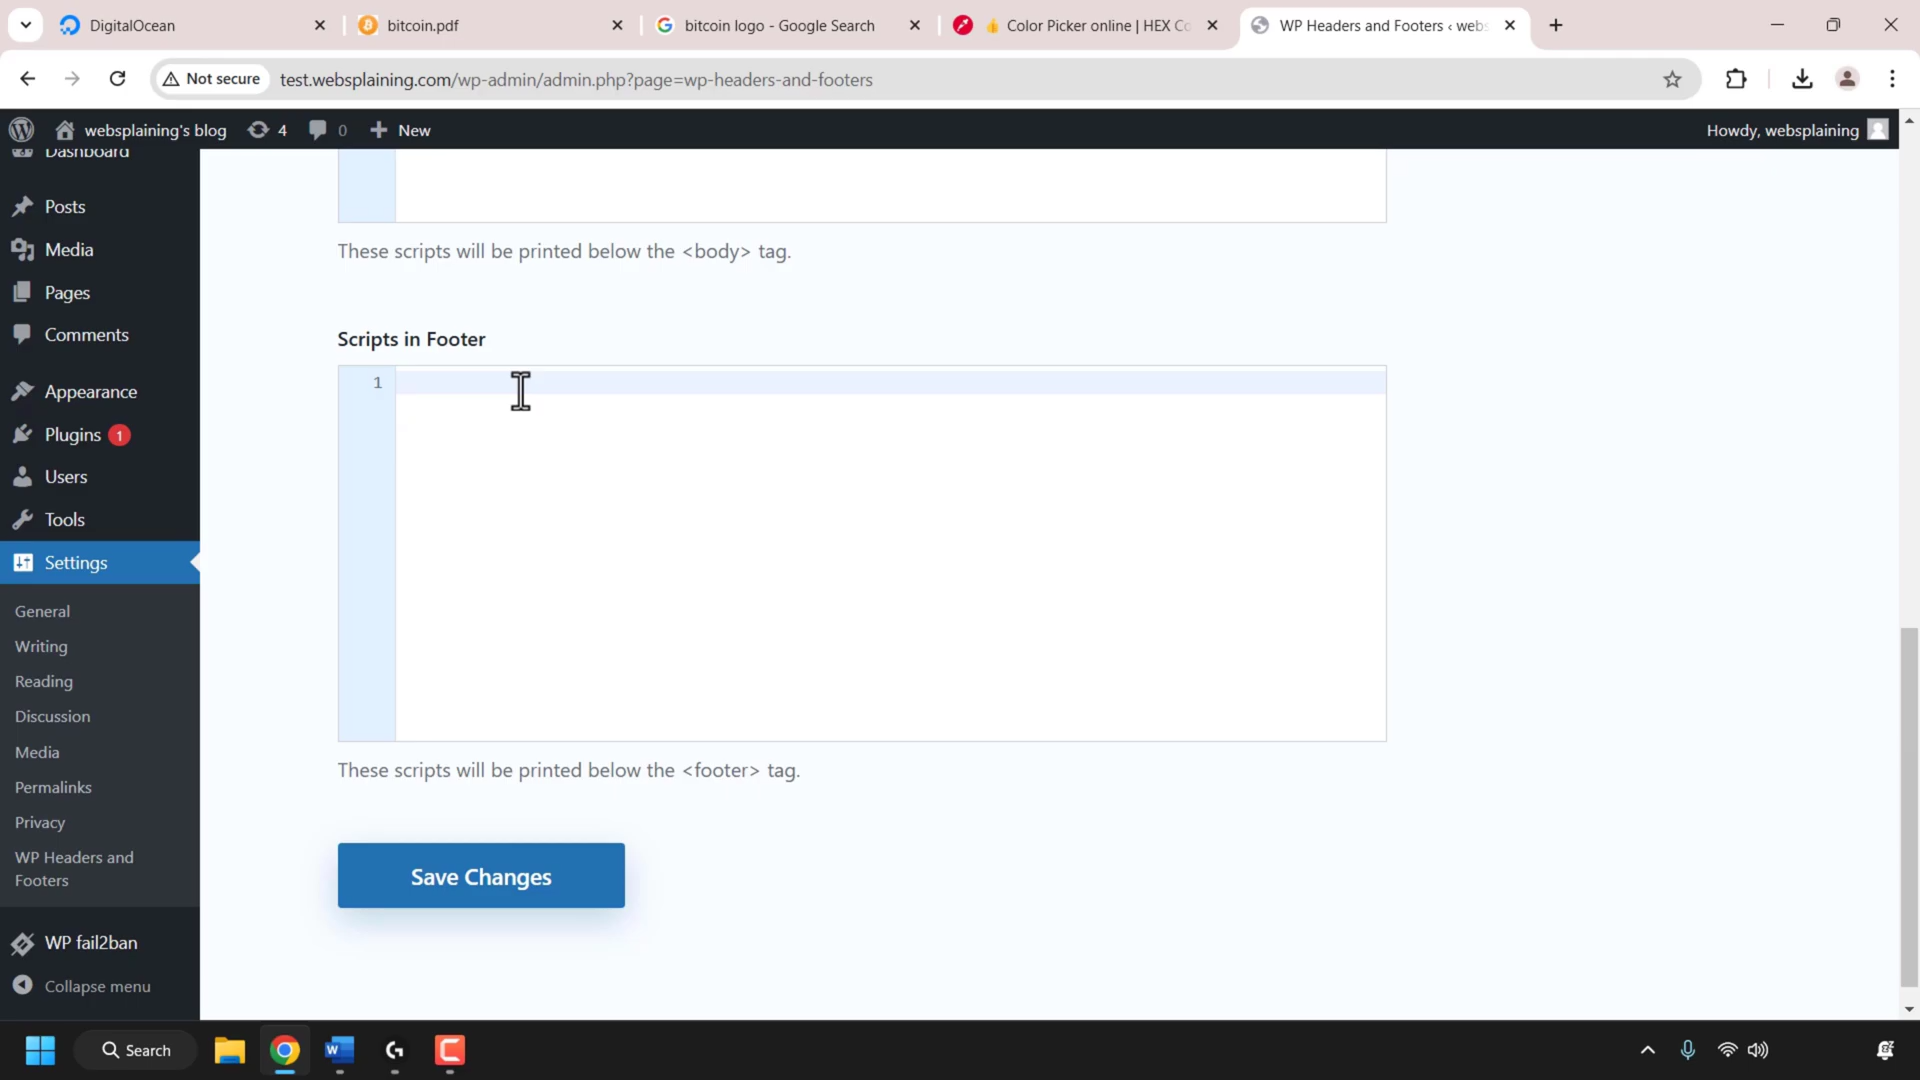 DigitalOcean
bitcoin.pdf
bitcoin logo - Google Search
Color Picker online | HEX Co
WP Headers and Footers ‹ webs
Not secure
test.websplaining.com/wp-admin/admin.php?page=wp-headers-and-footers
websplaining's blog
4
0
New
Howdy, websplaining
Dashboard
Posts
Media
Pages
Comments
Appearance
Plugins 1
Users
Tools
Settings
General
Writing
Reading
Discussion
Media
Permalinks
Privacy
WP Headers and
Footers
WP fail2ban
Collapse menu
These scripts will be printed below the <body> tag.
Scripts in Footer
1
These scripts will be printed below the <footer> tag.
Save Changes
Search